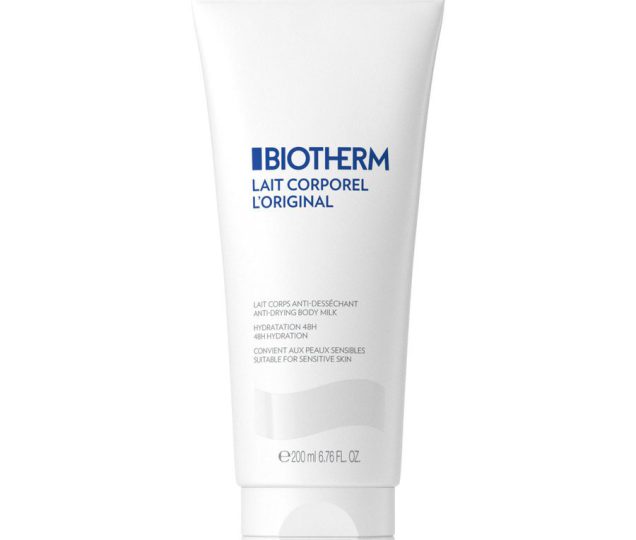 BIOTHERM
LAIT CORPOREL
L'ORIGINAL
LAIT CORPS ANTI-DESSÉCHANT
ANTI-DRYING BODY MILK
HYDRATATION 48H
48H HYDRATION
CONVIENT AUX PEAUX SENSIBLES
SUITABLE FOR SENSITIVE SKIN
℮200 ml 6.76 FL. OZ.